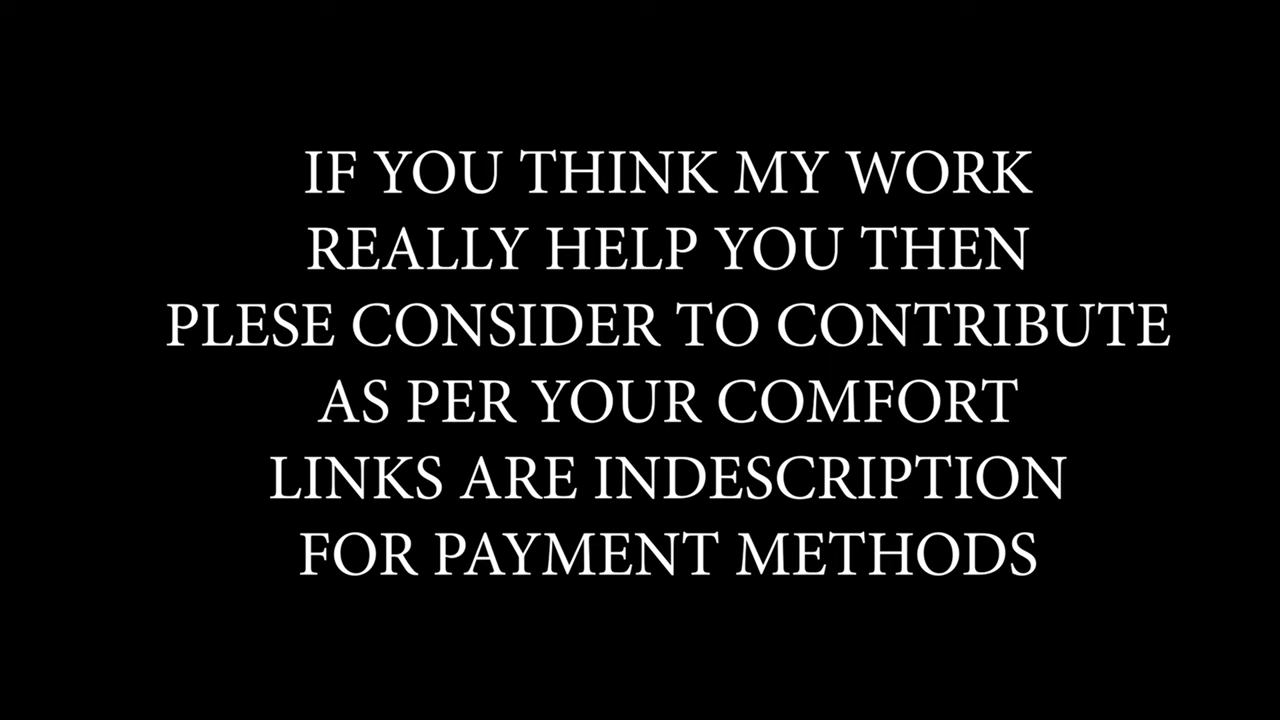 IF YOU THINK MY WORK
REALLY HELP YOU THEN
PLESE CONSIDER TO CONTRIBUTE
AS PER YOUR COMFORT
LINKS ARE INDESCRIPTION
FOR PAYMENT METHODS